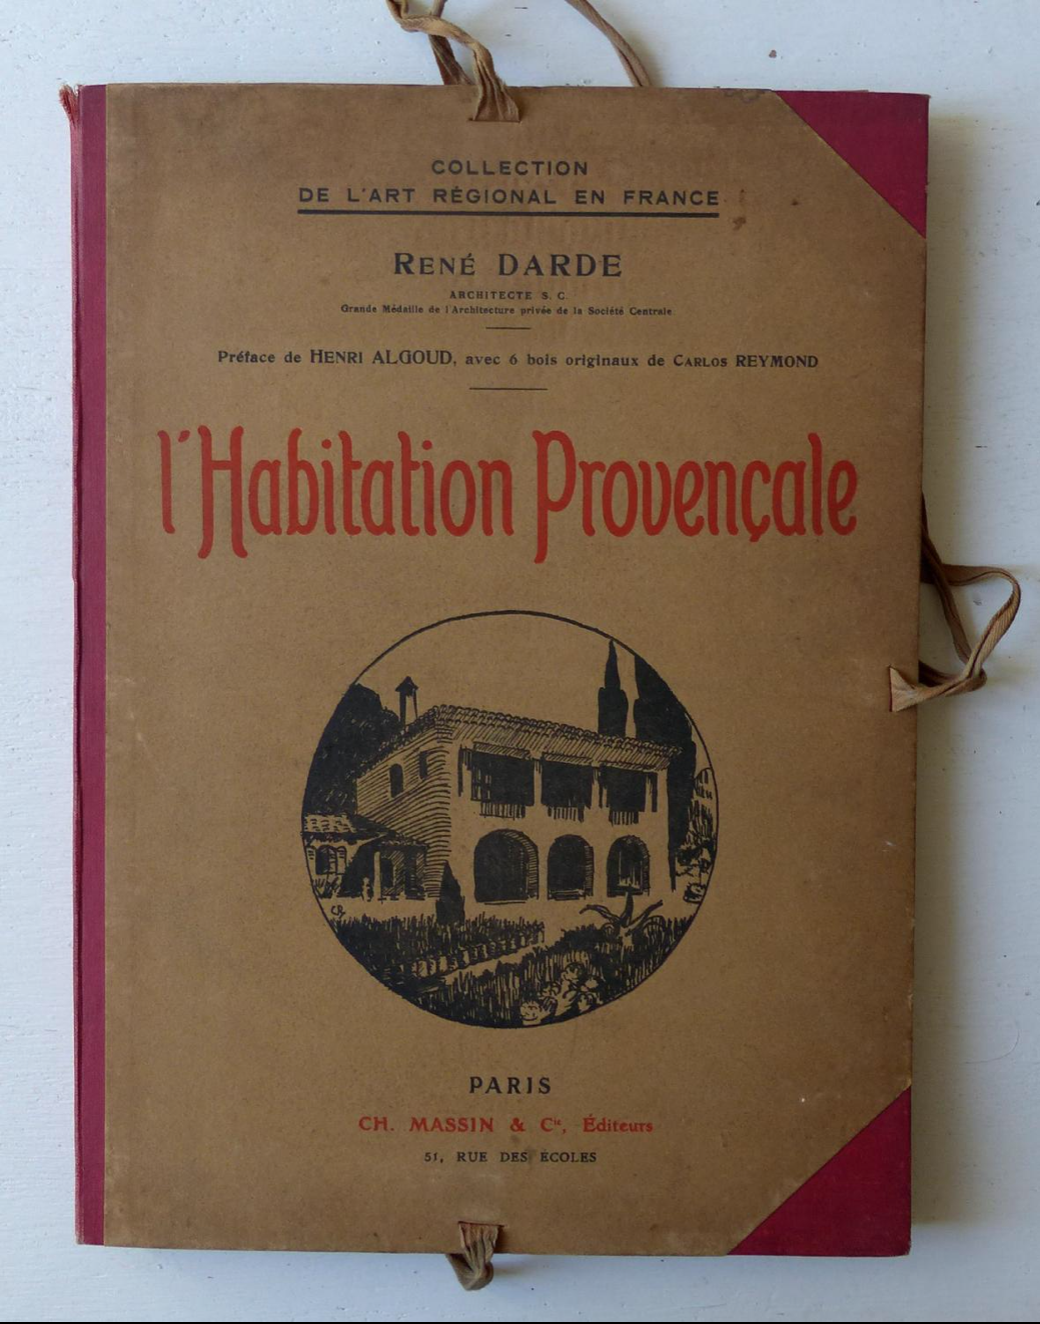 COLLECTION
DE L'ART RÉGIONAL EN FRANCE
RENÉ DARDE
ARCHITECTE S. C.
Grande Médaille de l'Architecture privée de la Société Centrale
Préface de HENRI ALGOUD, avec 6 bois originaux de CARLOS REYMOND
l'Habitation Provençale
CR
PARIS
CH. MASSIN & Cie, Éditeurs
51, RUE DES ECOLES